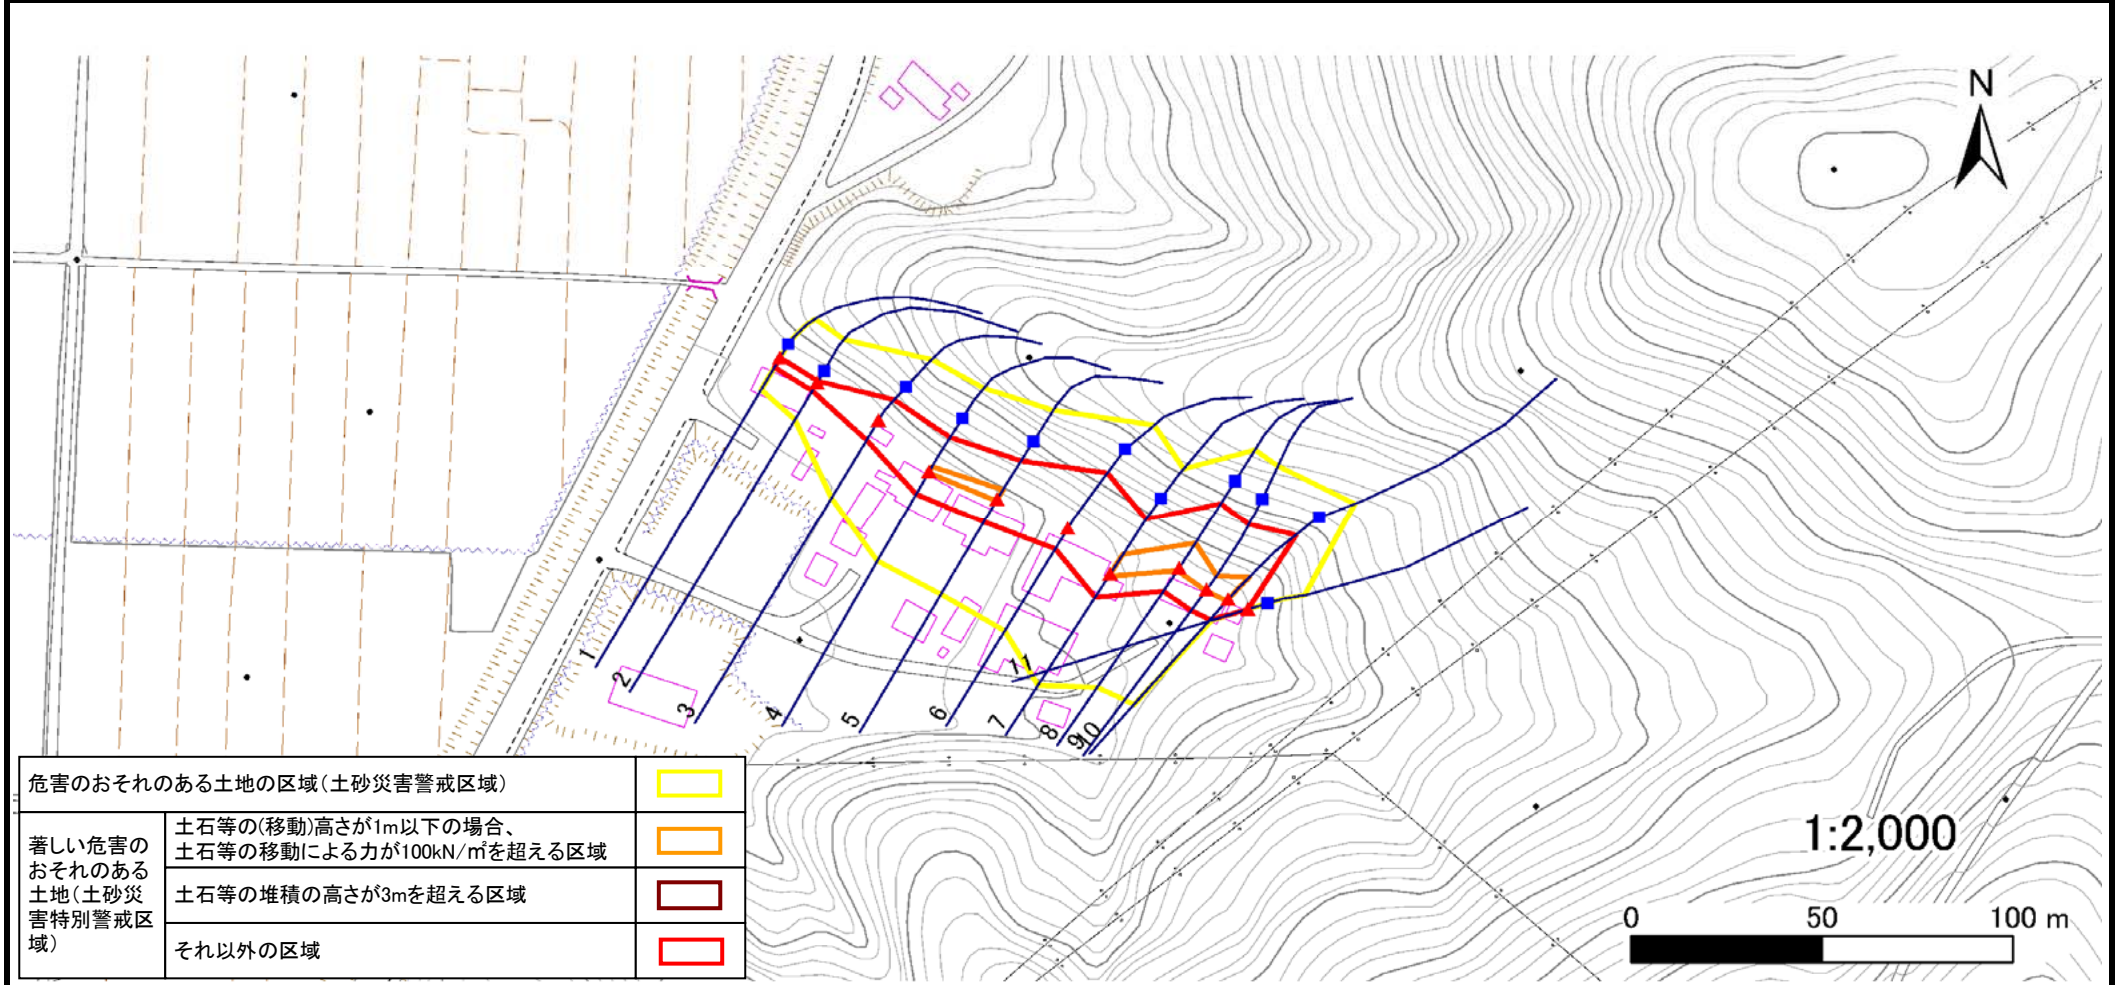 N
1
2
3
4
5
6
7
8
9
10
11
危害のおそれのある土地の区域(土砂災害警戒区域)
著しい危害の
おそれのある
土地(土砂災
害特別警戒区
域)
土石等の(移動)高さが1m以下の場合、
土石等の移動による力が100kN/㎡を超える区域
土石等の堆積の高さが3mを超える区域
それ以外の区域
1:2,000
0 50 100 m